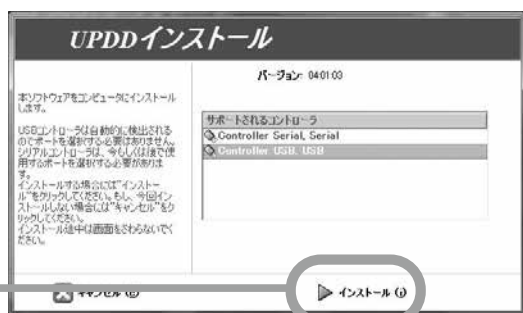 UPDDインストール
バージョン: 04.01.03
本ソフトウェアをコンピュータにインストール
します。
USBコントローラは自動的に検出される
のでポートを選択する必要はありません。
シリアルコントローラは、今もしくは後で使
用するポートを選択する必要がありま
す。
インストールする場合には"インストー
ル"をクリックしてください。もし、今回イン
ストールしない場合には"キャンセル"をク
リックしてください。
インストール途中は画面をさわらないでく
ださい。
サポートされるコントローラ
Controller Serial, Serial
Controller USB, USB
キャンセル (c)
インストール (i)